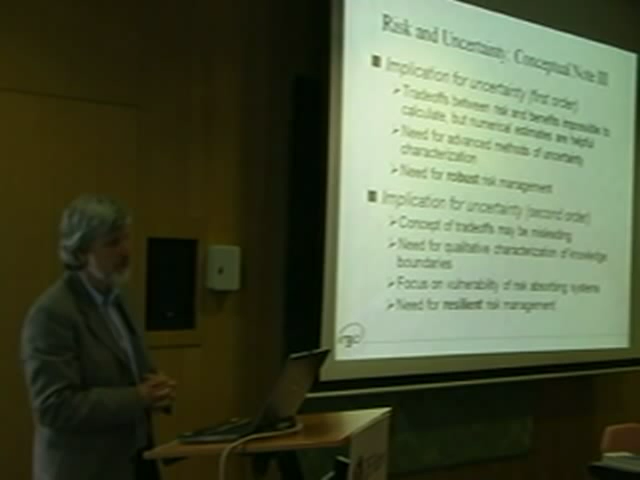 Risk and Uncertainty: Conceptual Note III
Implication for uncertainty (first order)
Tradeoffs between risk and benefits impossible to
calculate, but numerical estimates are helpful
Need for advanced methods of uncertainty
characterization
Need for robust risk management
Implication for uncertainty (second order)
Concept of tradeoffs may be misleading
Need for qualitative characterization of knowledge
boundaries
Focus on vulnerability of risk absorbing systems
Need for resilient risk management